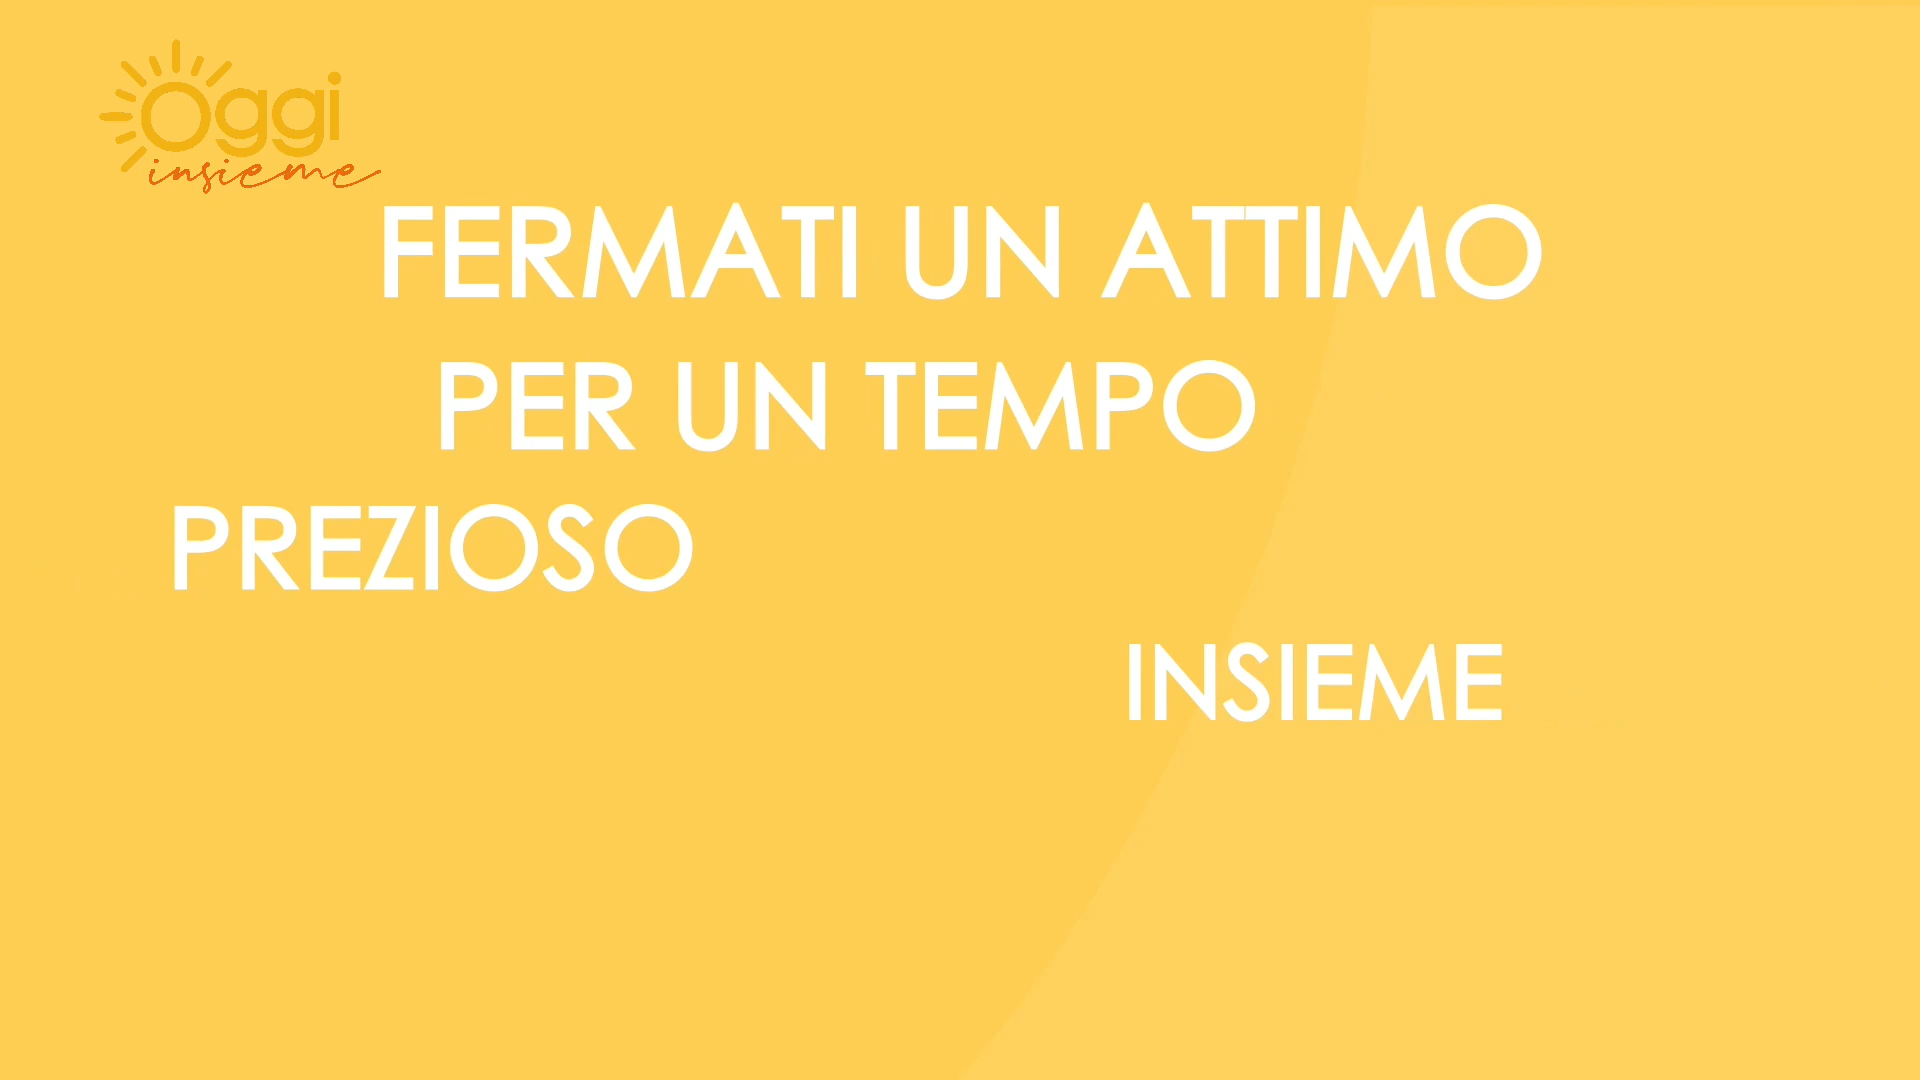 Oggi
insieme
FERMATI UN ATTIMO
PER UN TEMPO
PREZIOSO
INSIEME